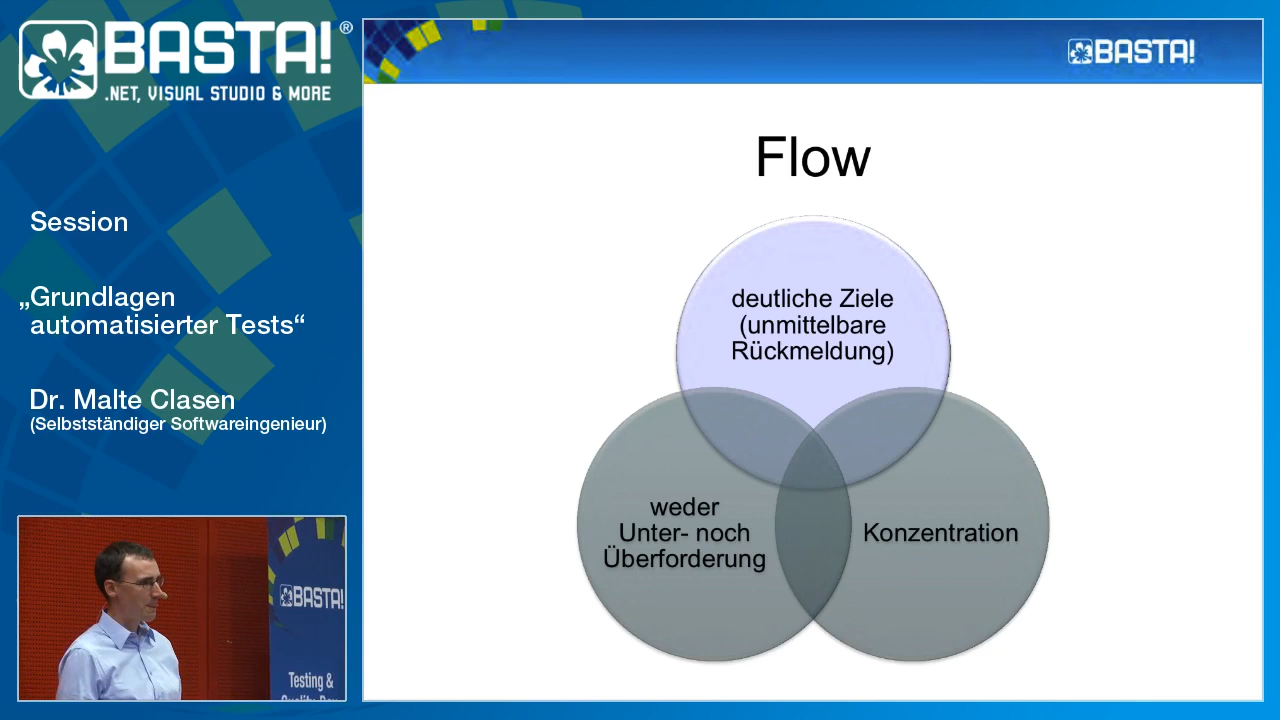 BASTA!®
.NET, VISUAL STUDIO & MORE
Session
„Grundlagen
automatisierter Tests“
Dr. Malte Clasen
(Selbstständiger Softwareingenieur)
BASTA!
Testing &
BASTA!
Flow
deutliche Ziele
(unmittelbare
Rückmeldung)
weder
Unter- noch
Überforderung
Konzentration